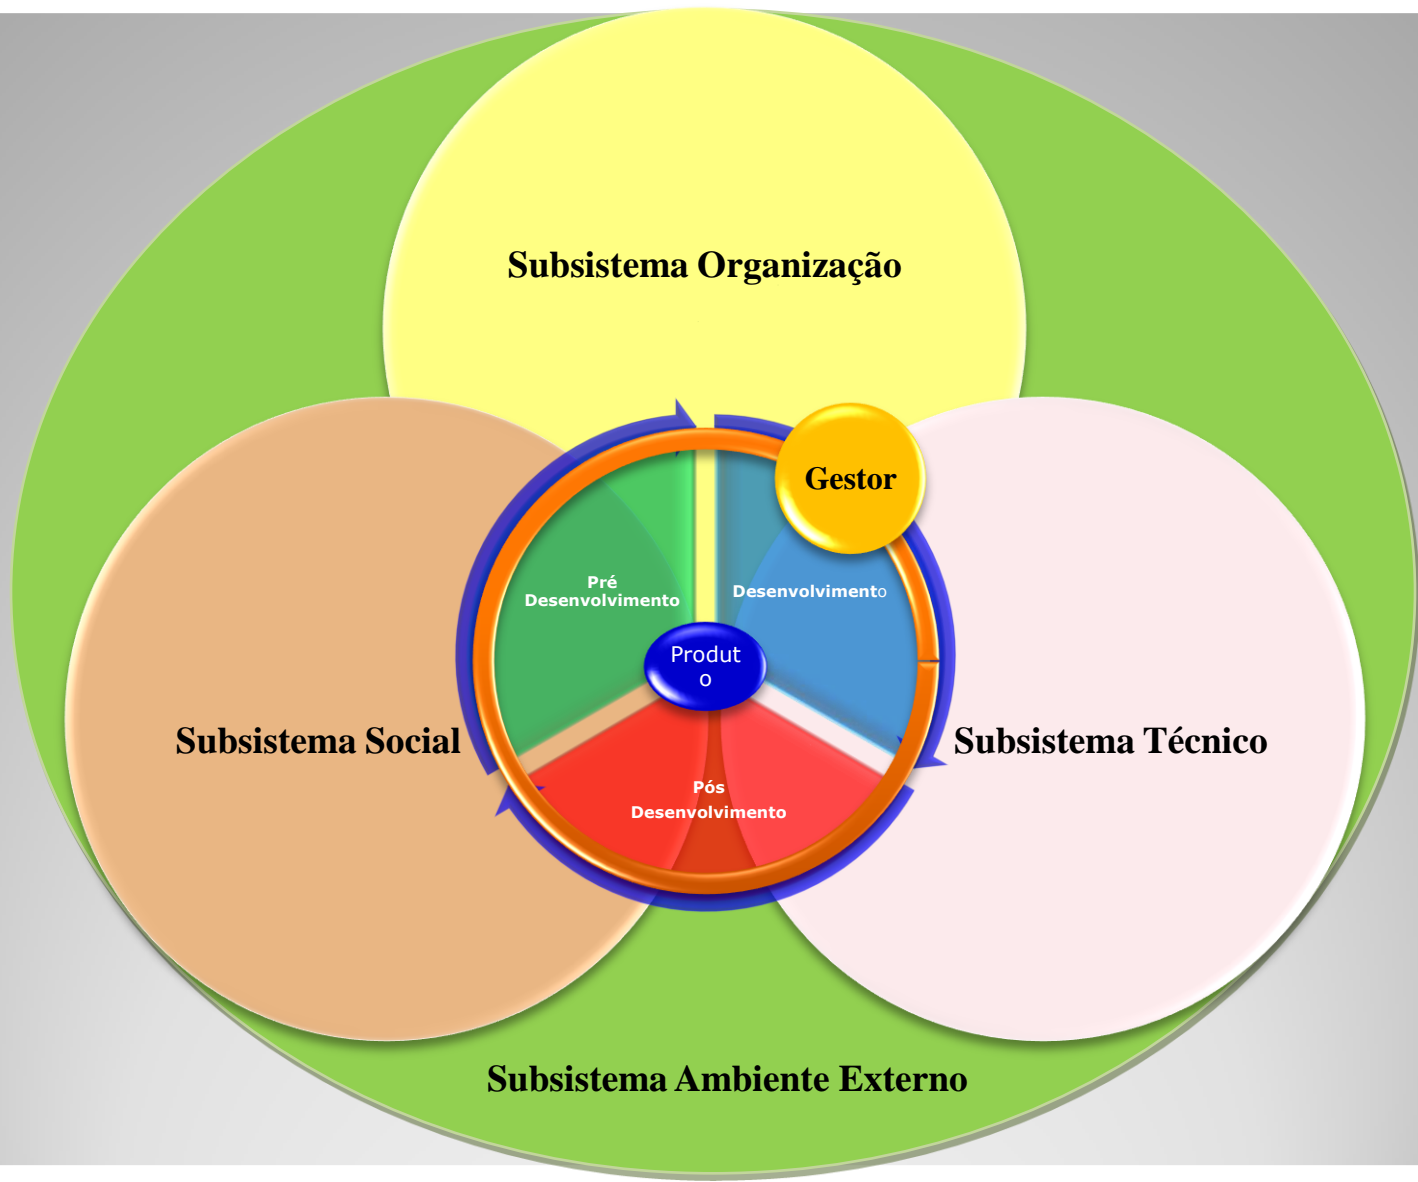 Subsistema Organização
Gestor
Pré
Desenvolvimento
Desenvolvimento
Produt
o
Subsistema Social
Subsistema Técnico
Pós
Desenvolvimento
Subsistema Ambiente Externo